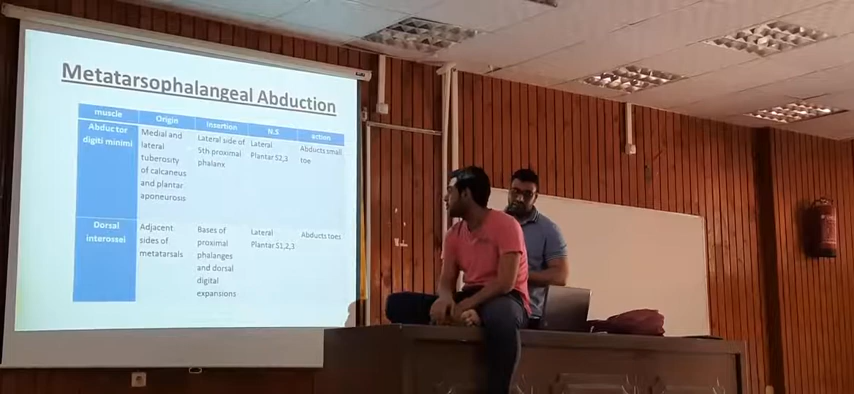 Metatarsophalangeal Abduction
muscle Origin Insertion N.S action
Abductor digiti minimi
Medial and
lateral
tuberosity
of calcaneus
and plantar
aponeurosis
Lateral side of
5th proximal
phalanx
Lateral
Plantar S2,3
Abducts small
toe
Dorsal
interossei
Adjacent
sides of
metatarsals
Bases of
proximal
phalanges
and dorsal
digital
expansions
Lateral
Plantar S1,2,3
Abducts toes